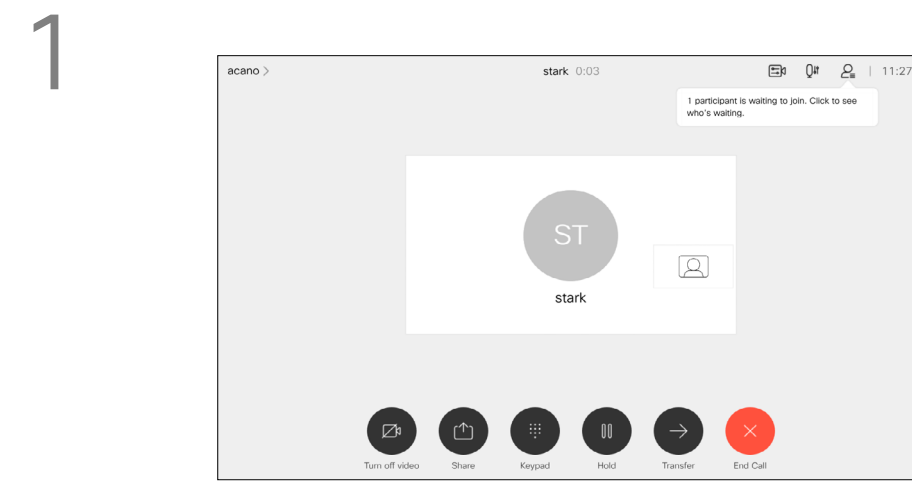 1
acano >
stark 0:03
11:27
1 participant is waiting to join. Click to see
who's waiting.
ST
stark
Turn off video
Share
Keypad
Hold
Transfer
End Call